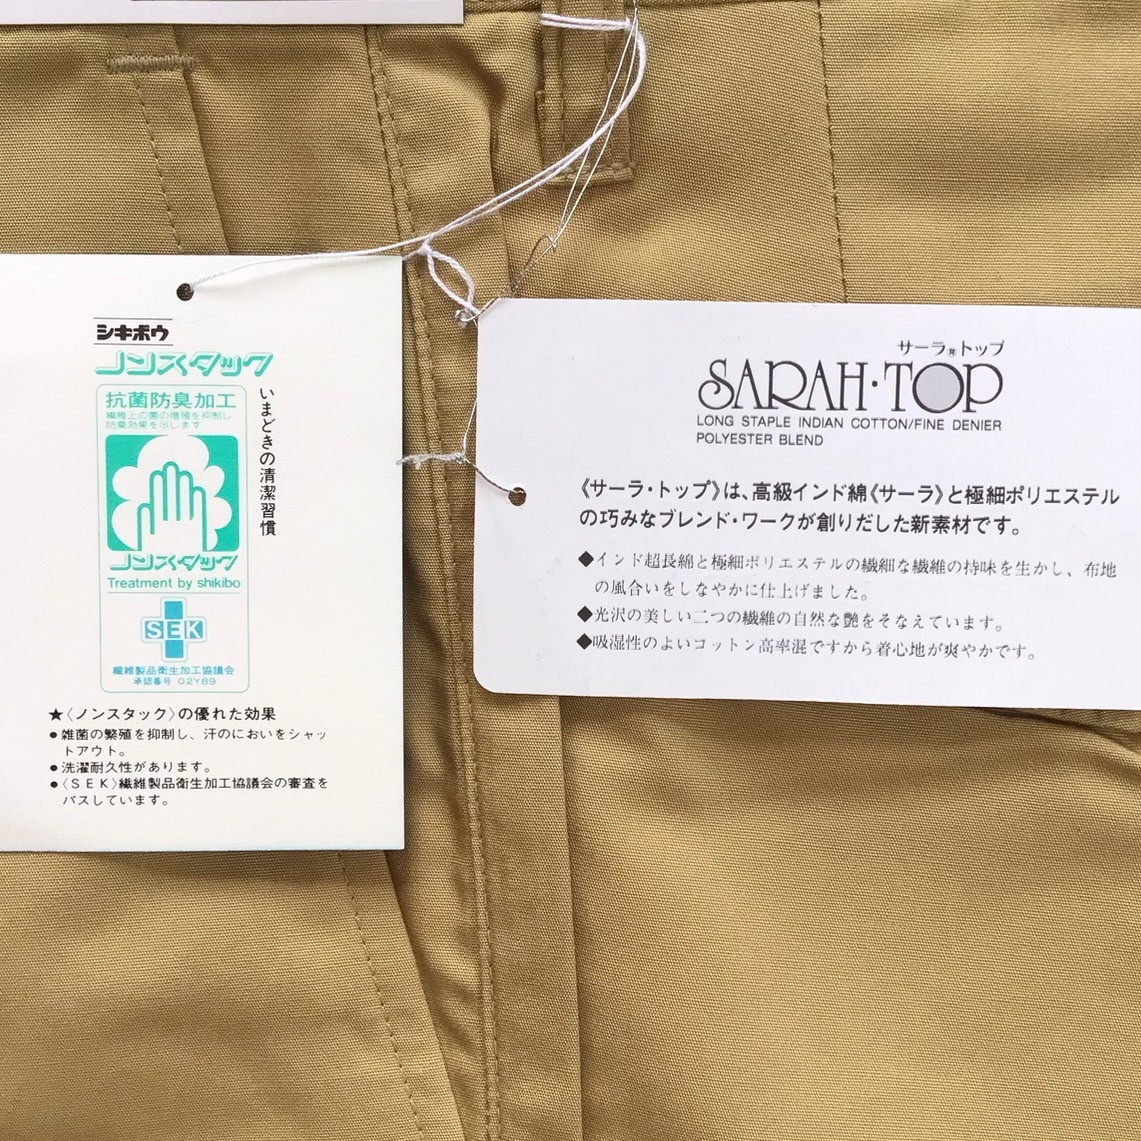 シキボウ
ノンスタック
抗菌防臭加工
繊維上の菌の増殖を抑制し
防臭効果を示します
ノンスタック
Treatment by shikibo
SEK
繊維製品衛生加工協議会
承認番号 02Y89
いまどきの清潔習慣
★〈ノンスタック〉の優れた効果
●雑菌の繁殖を抑制し、汗のにおいをシャッ
トアウト。
●洗濯耐久性があります。
●〈SEK〉繊維製品衛生加工協議会の審査を
パスしています。
サーラ®トップ
SARAH・TOP
LONG STAPLE INDIAN COTTON/FINE DENIER
POLYESTER BLEND
《サーラ・トップ》は、高級インド綿《サーラ》と極細ポリエステル
の巧みなブレンド・ワークが創りだした新素材です。
◆インド超長綿と極細ポリエステルの繊細な繊維の持味を生かし、布地
の風合いをしなやかに仕上げました。
◆光沢の美しい二つの繊維の自然な艶をそなえています。
◆吸湿性のよいコットン高率混ですから着心地が爽やかです。